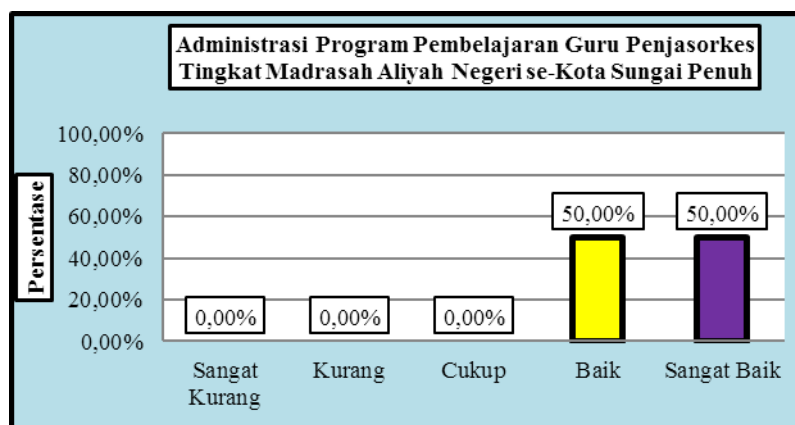 Administrasi Program Pembelajaran Guru Penjasorkes
Tingkat Madrasah Aliyah Negeri se-Kota Sungai Penuh
Persentase
100,00%
80,00%
60,00%
40,00%
20,00%
0,00%
0,00%
0,00%
0,00%
50,00%
50,00%
Sangat
Kurang
Kurang
Cukup
Baik
Sangat Baik